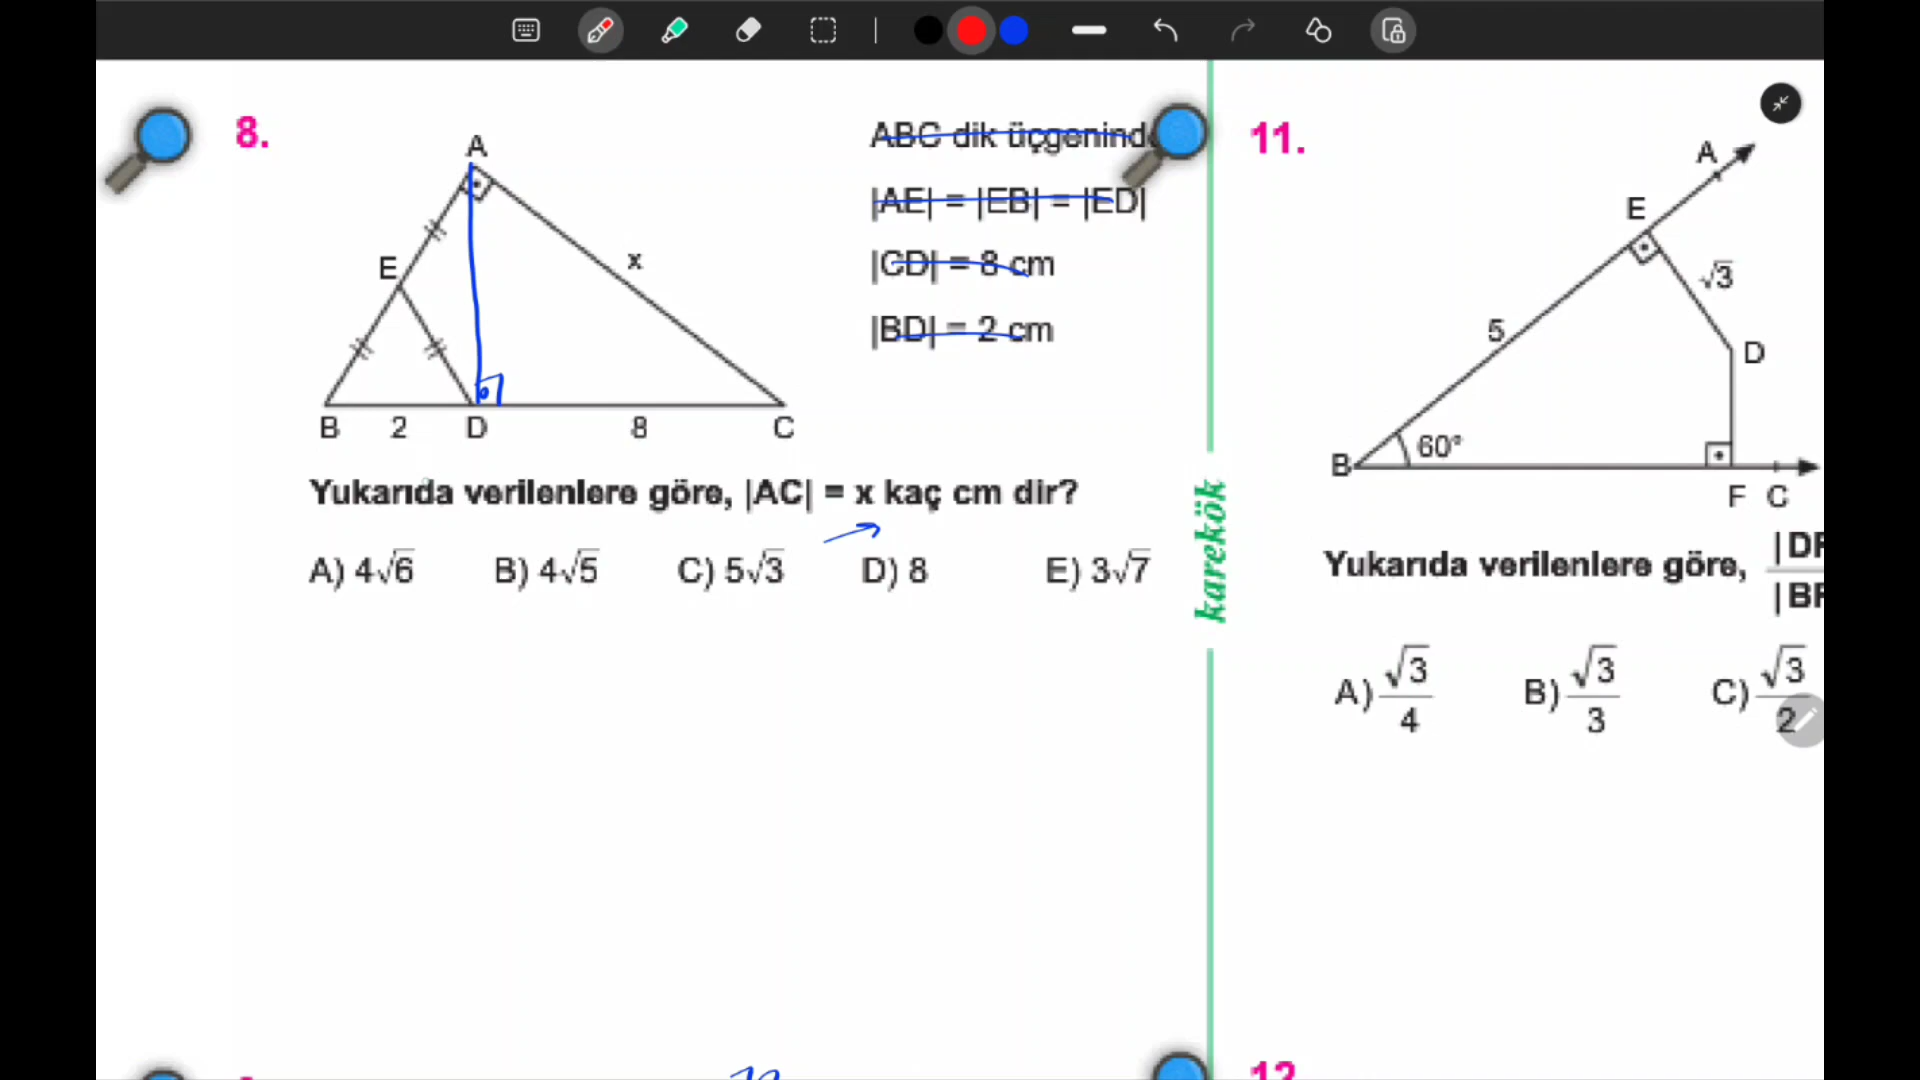 8.
A
E
x
B 2 D 8 C
ABC dik üçgenind
|AE| = |EB| = |ED|
|CD| = 8 cm
|BD| = 2 cm
Yukarıda verilenlere göre, |AC| = x kaç cm dir?
A) 4√6 B) 4√5 C) 5√3 D) 8 E) 3√7
karekök
11.
A
E
√3
5
D
B 60°
F C
Yukarıda verilenlere göre,
A) √3/4 B) √3/3 C) √3/2
12